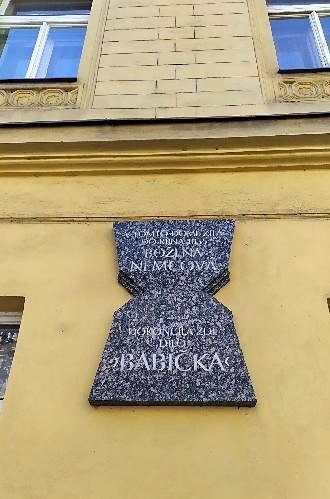 V TOMTO DOMĚ ŽILA
BOŽENA
NĚMCOVÁ
DOKONČILA ZDE
DÍLO
BABIČKA